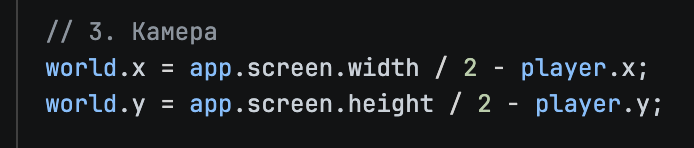 // 3. Камера
world.x = app.screen.width / 2 - player.x;
world.y = app.screen.height / 2 - player.y;